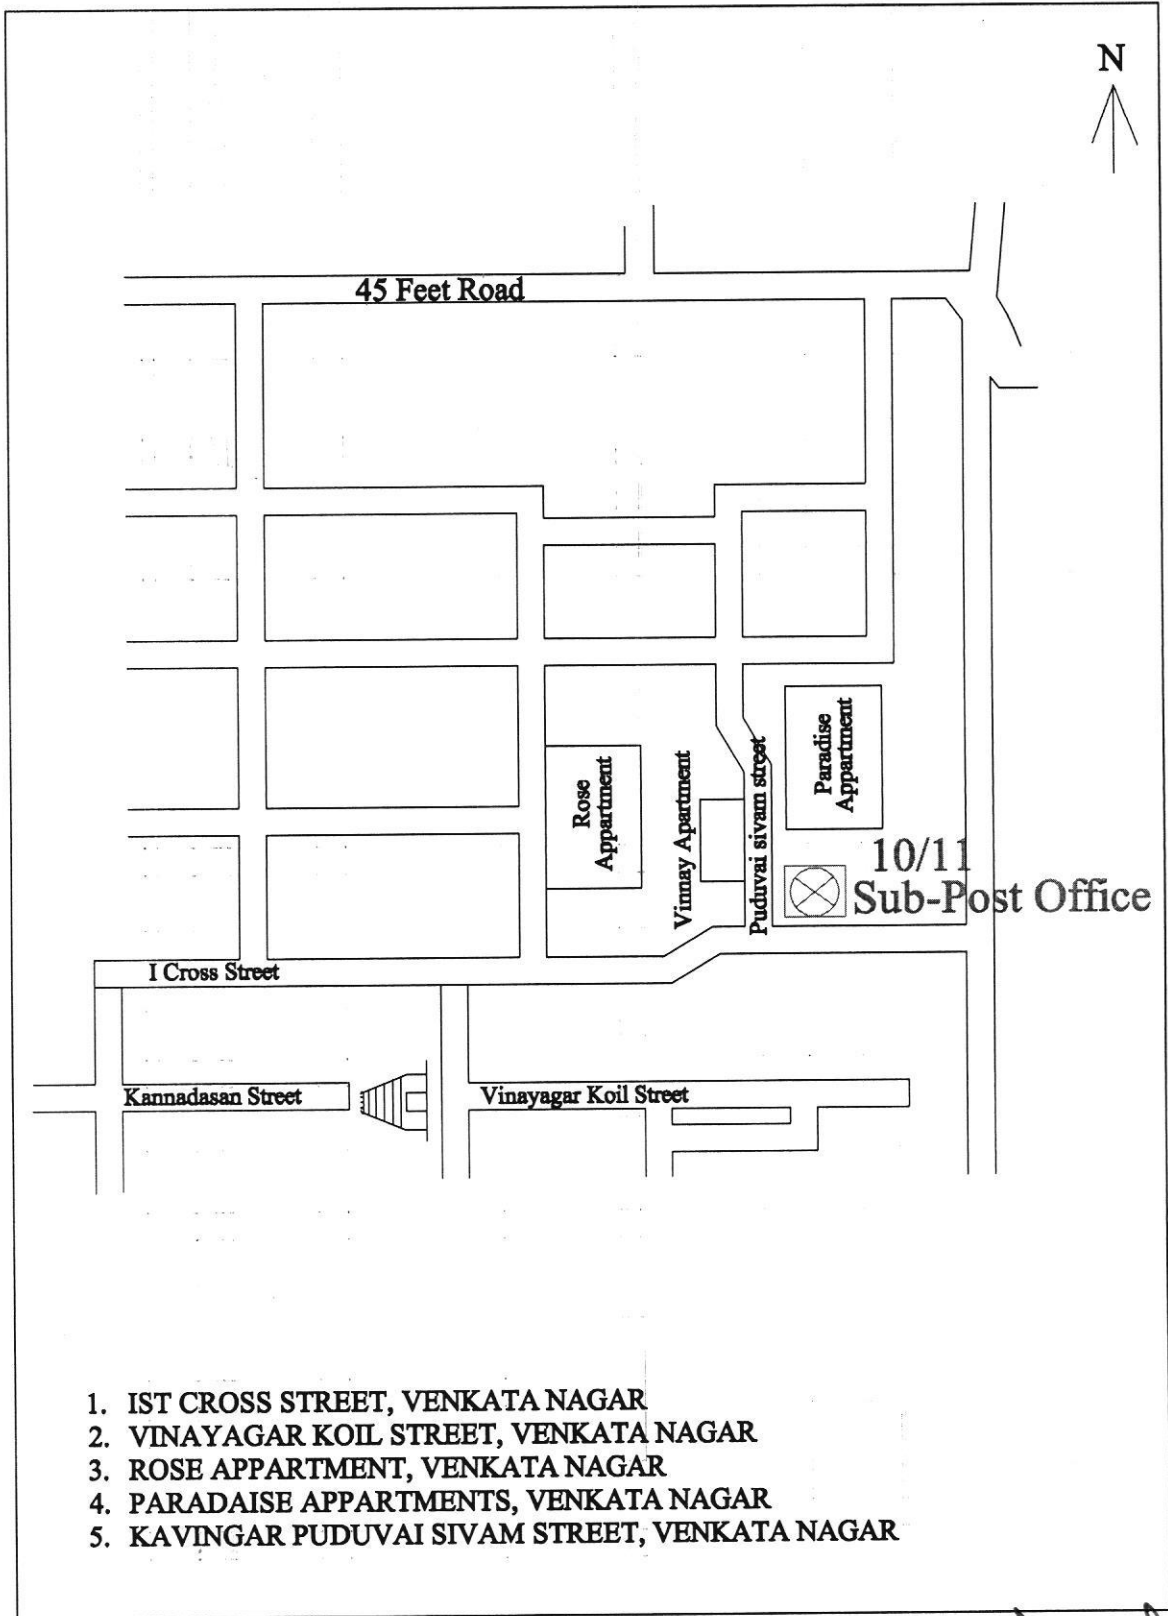 N
45 Feet Road
Rose
Appartment
Vinnay Apartment
Puduvai sivam street
Paradise
Appartment
10/11
Sub-Post Office
I Cross Street
Kannadasan Street
Vinayagar Koil Street
1. IST CROSS STREET, VENKATA NAGAR
2. VINAYAGAR KOIL STREET, VENKATA NAGAR
3. ROSE APPARTMENT, VENKATA NAGAR
4. PARADAISE APPARTMENTS, VENKATA NAGAR
5. KAVINGAR PUDUVAI SIVAM STREET, VENKATA NAGAR